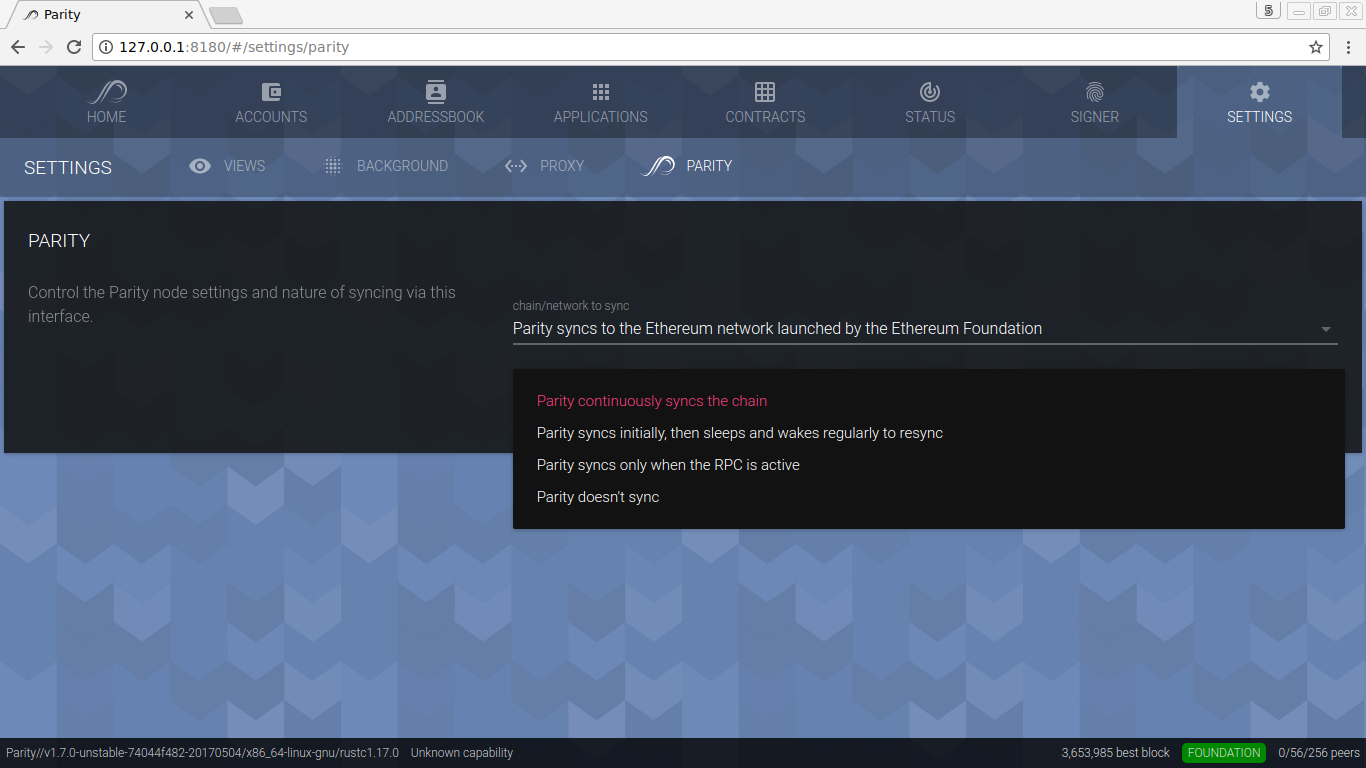 Parity
5
127.0.0.1:8180/#/settings/parity
HOME ACCOUNTS ADDRESSBOOK APPLICATIONS CONTRACTS STATUS SIGNER SETTINGS
SETTINGS VIEWS BACKGROUND PROXY PARITY
PARITY
Control the Parity node settings and nature of syncing via this
interface.
chain/network to sync
Parity syncs to the Ethereum network launched by the Ethereum Foundation
Parity continuously syncs the chain
Parity syncs initially, then sleeps and wakes regularly to resync
Parity syncs only when the RPC is active
Parity doesn't sync
Parity//v1.7.0-unstable-74044f482-20170504/x86_64-linux-gnu/rustc1.17.0 Unknown capability 3,653,985 best block FOUNDATION 0/56/256 peers